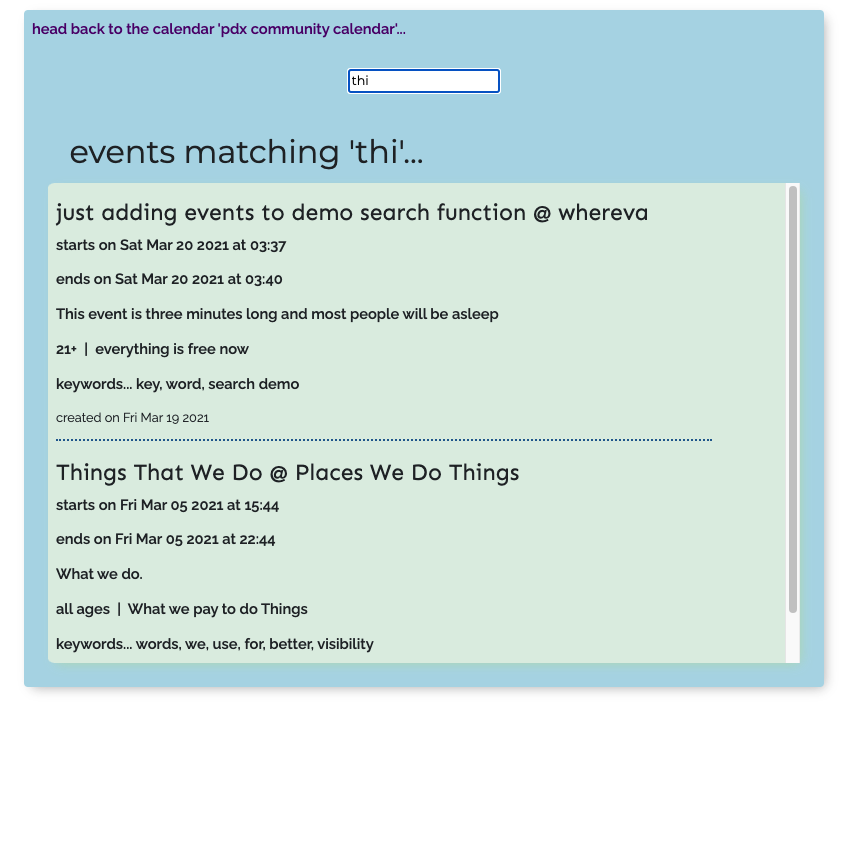 head back to the calendar 'pdx community calendar'...
thi
events matching 'thi'...
just adding events to demo search function @ whereva
starts on Sat Mar 20 2021 at 03:37
ends on Sat Mar 20 2021 at 03:40
This event is three minutes long and most people will be asleep
21+ | everything is free now
keywords... key, word, search demo
created on Fri Mar 19 2021
Things That We Do @ Places We Do Things
starts on Fri Mar 05 2021 at 15:44
ends on Fri Mar 05 2021 at 22:44
What we do.
all ages | What we pay to do Things
keywords... words, we, use, for, better, visibility